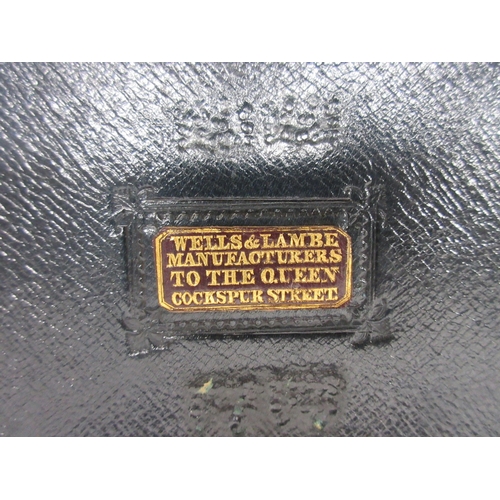 WELLS & LAMBE
MANUFACTURERS
TO THE QUEEN
COCKSPUR STREET